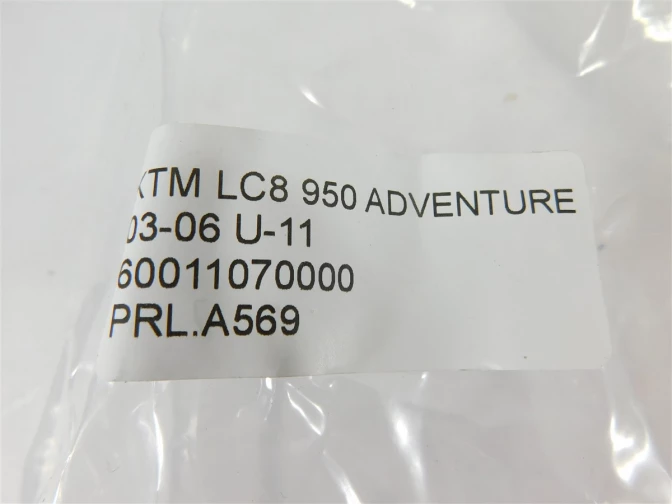 KTM LC8 950 ADVENTURE
03-06 U-11
60011070000
PRL.A569